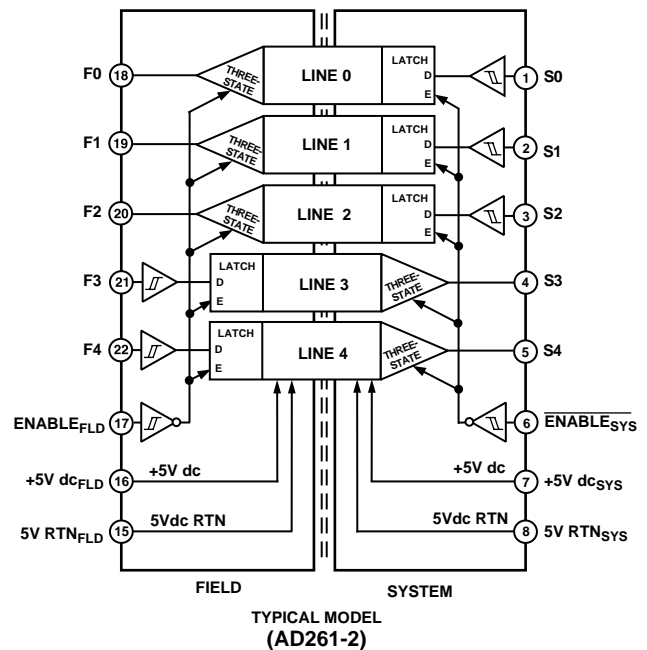 F0 18 THREE-STATE LINE 0 LATCH D E 1 S0
F1 19 THREE-STATE LINE 1 LATCH D E 2 S1
F2 20 THREE-STATE LINE 2 LATCH D E 3 S2
F3 21 LATCH D E LINE 3 THREE-STATE 4 S3
F4 22 LATCH D E LINE 4 THREE-STATE 5 S4
ENABLEFLD 17 6 ENABLESYS
+5V dcFLD 16 +5V dc +5V dc 7 +5V dcSYS
5V RTNFLD 15 5Vdc RTN 5Vdc RTN 8 5V RTNSYS
FIELD SYSTEM
TYPICAL MODEL
(AD261-2)